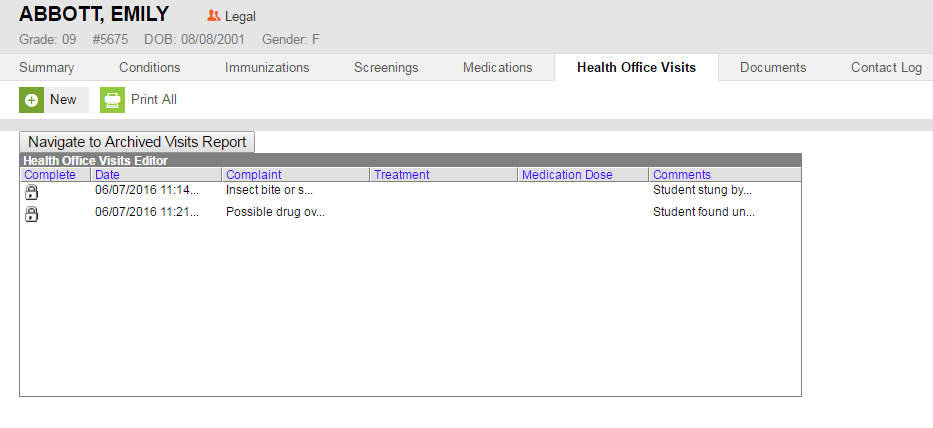 ABBOTT, EMILY Legal
Grade: 09 #5675 DOB: 08/08/2001 Gender: F
Summary Conditions Immunizations Screenings Medications Health Office Visits Documents Contact Log
New Print All
Navigate to Archived Visits Report
Health Office Visits Editor
Complete Date Complaint Treatment Medication Dose Comments
06/07/2016 11:14... Insect bite or s... Student stung by...
06/07/2016 11:21... Possible drug ov... Student found un...